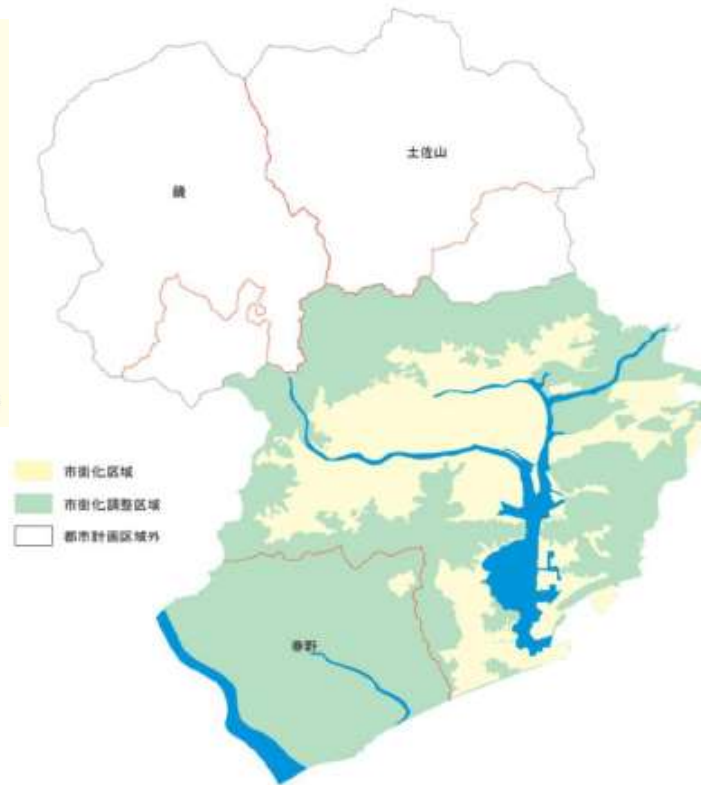 土佐山
鏡
市街化区域
市街化調整区域
都市計画区域外
春野